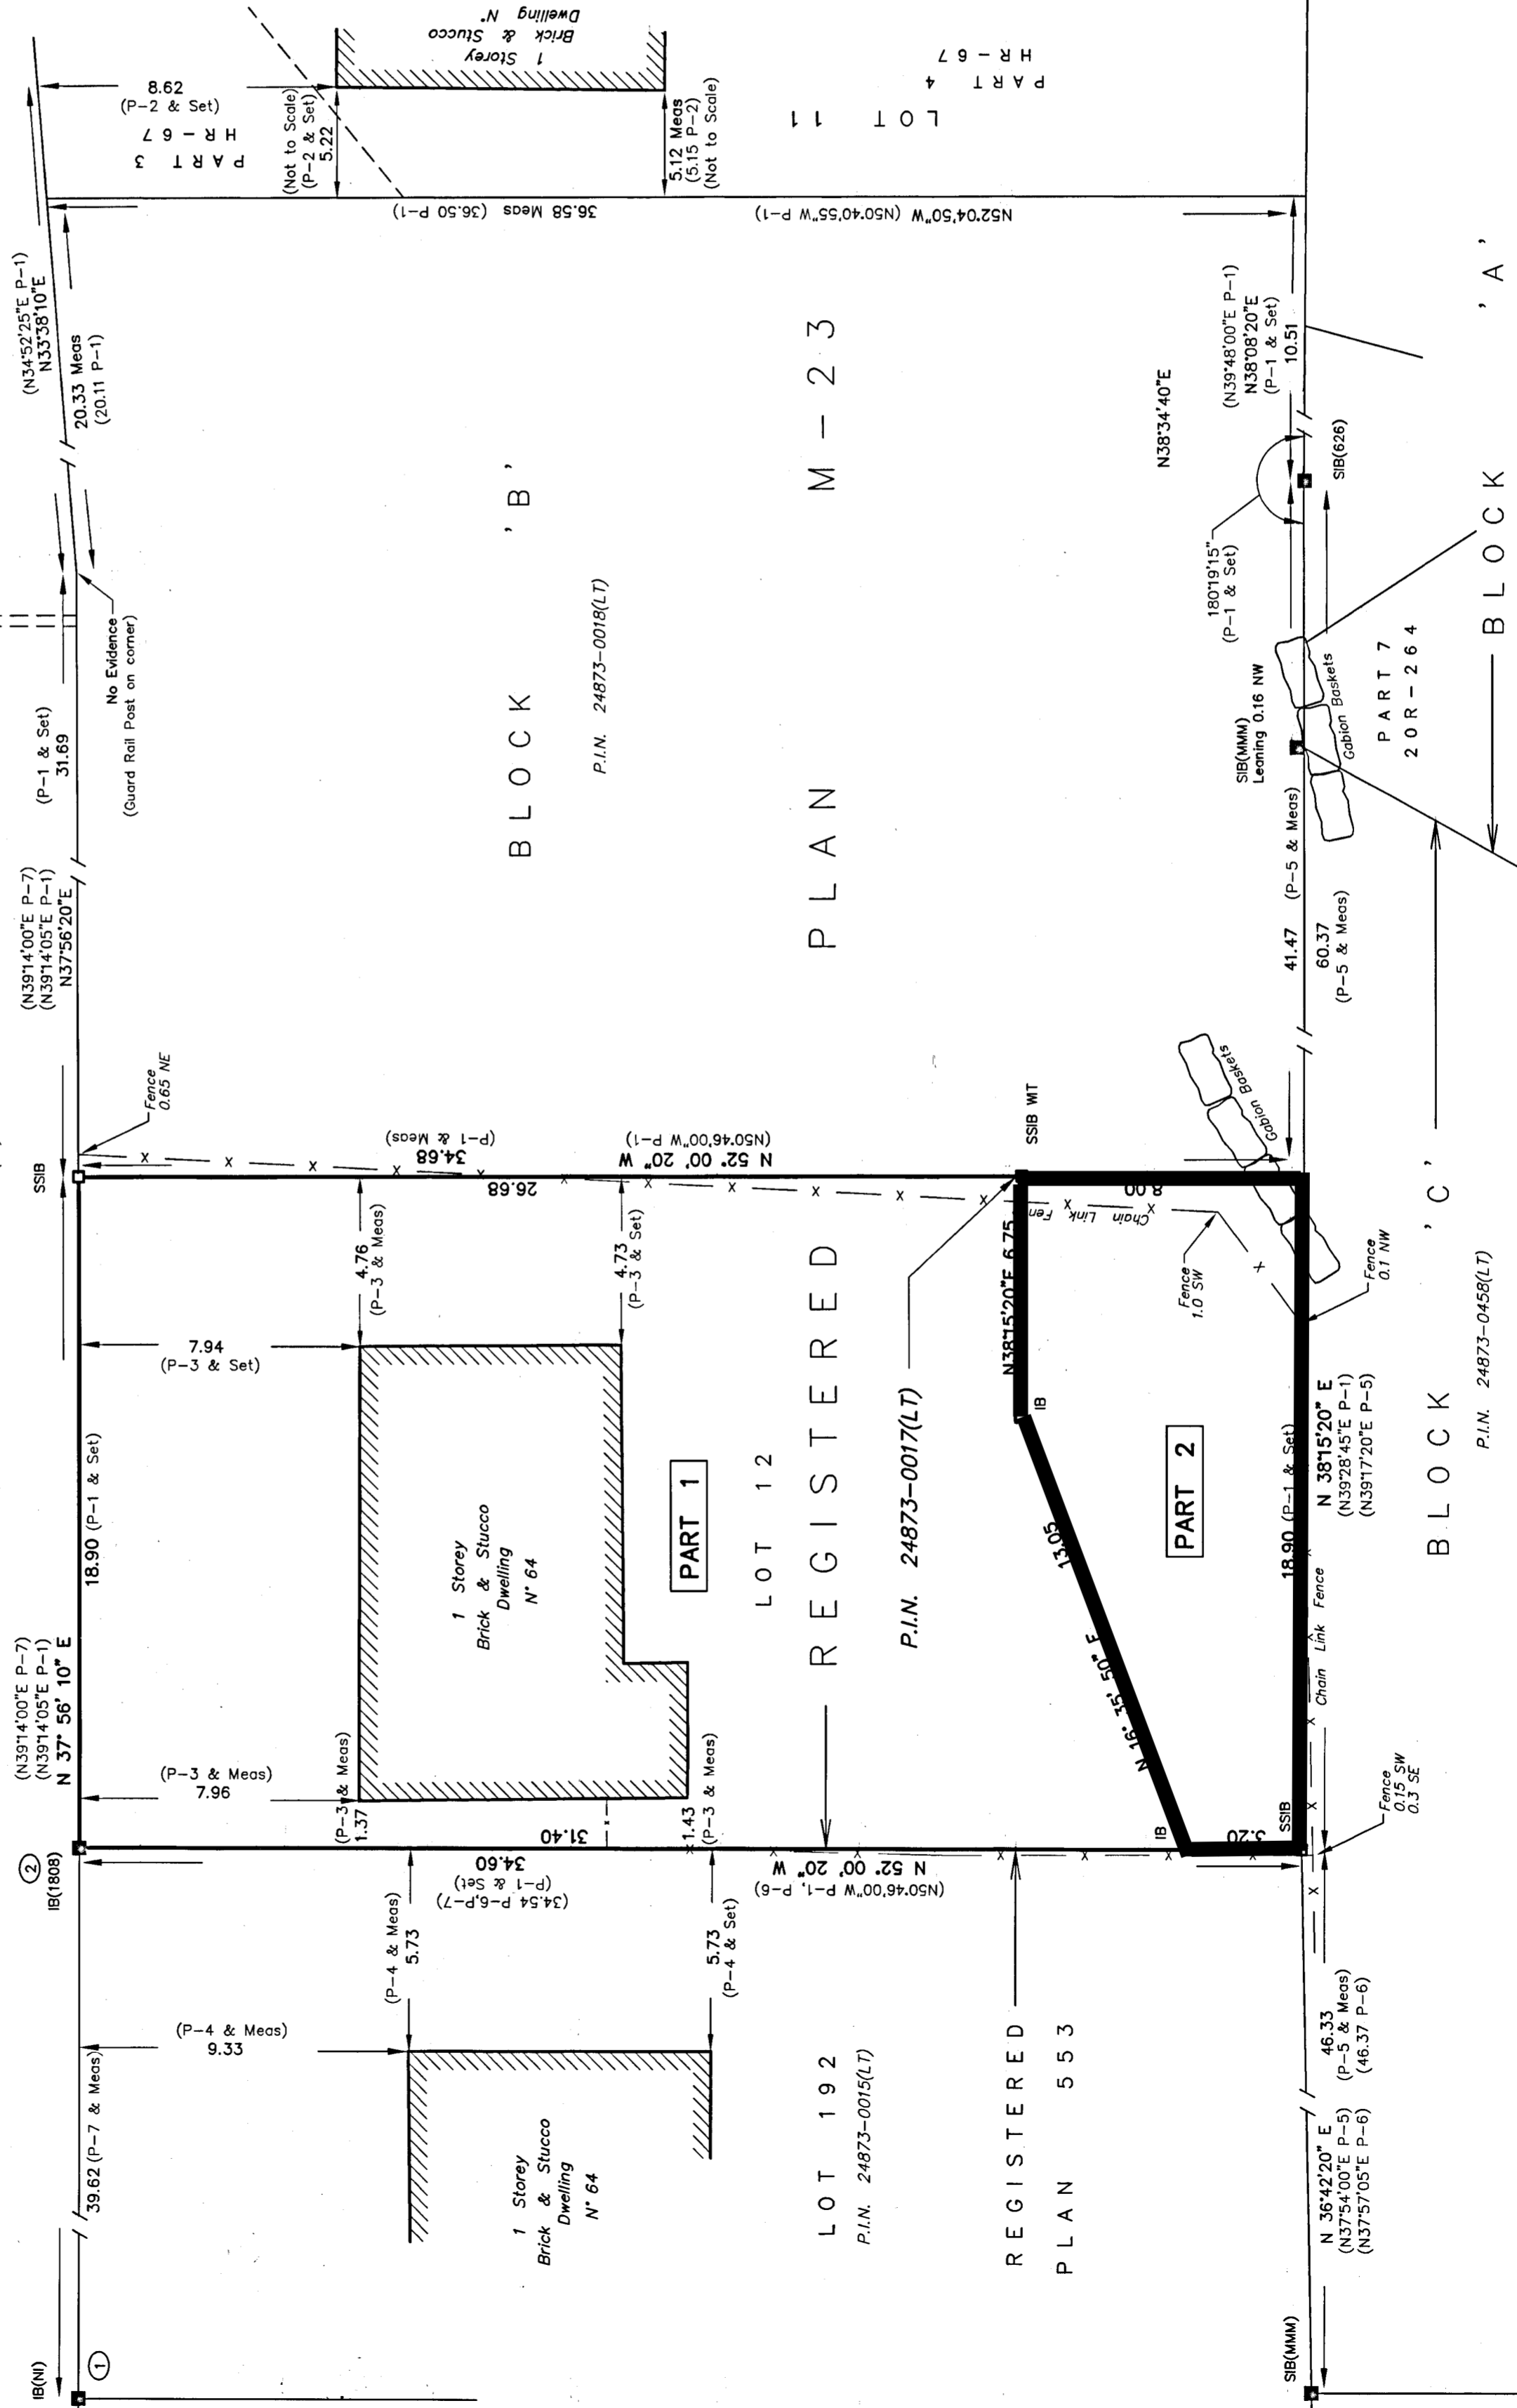 8.62
(P-2 & Set)
PART 3
HR-67
(Not to Scale)
(P-2 & Set)
5.22
1 Storey
Brick & Stucco
Dwelling N°
5.12 Meas
(5.15 P-2)
(Not to Scale)
LOT 11
PART 4
HR-67
36.58 Meas (36.50 P-1)
N52°04'50"W (N50°40'55"W P-1)
(N34°52'25"E P-1)
N33°38'10"E
20.33 Meas
(20.11 P-1)
No Evidence
(Guard Rail Post on corner)
(P-1 & Set)
31.69
(N39°14'00"E P-7)
(N39°14'05"E P-1)
N37°56'20"E
BLOCK 'B'
P.I.N. 24873-0018(LT)
PLAN M-23
N38°34'40"E
(N39°48'00"E P-1)
N38°08'20"E
(P-1 & Set)
10.51
180°19'15"
(P-1 & Set)
SIB(626)
SIB(MMM)
Leaning 0.16 NW
Gabion Baskets
PART 7
20R-264
BLOCK 'A'
41.47 (P-5 & Meas)
60.37
(P-5 & Meas)
SSIB
Fence
0.65 NE
34.68
(P-1 & Meas)
26.68
N 52° 00' 20" W
(N50°46'00"W P-1)
SSIB WIT
Gabion Baskets
8.00
Chain Link Fen
Fence
1.0 SW
Fence
0.1 NW
4.76
(P-3 & Meas)
4.73
(P-3 & Set)
7.94
(P-3 & Set)
18.90 (P-1 & Set)
(N39°14'00"E P-7)
(N39°14'05"E P-1)
N 37° 56' 10" E
1 Storey
Brick & Stucco
Dwelling
N° 64
PART 1
LOT 12
REGISTERED
P.I.N. 24873-0017(LT)
N38°15'20"E 6.75
IB
13.05
N 16° 35' 50" E
PART 2
18.90 (P-1 & Set)
N 38°15'20" E
(N39°28'45"E P-1)
(N39°17'20"E P-5)
Chain Link Fence
BLOCK 'C'
P.I.N. 24873-0458(LT)
(P-3 & Meas)
7.96
(P-3 & Meas)
1.37
1.43
(P-3 & Meas)
31.40
34.60
(P-1 & Set)
(34.54 P-6,P-7)
N 52° 00' 20" W
(N50°46'00"W P-1, P-6)
IB
SSIB
3.20
Fence
0.15 SW
0.3 SE
2
IB(1808)
(P-4 & Meas)
5.73
5.73
(P-4 & Set)
(P-4 & Meas)
9.33
39.62 (P-7 & Meas)
1 Storey
Brick & Stucco
Dwelling
N° 64
LOT 192
P.I.N. 24873-0015(LT)
REGISTERED
PLAN 553
46.33
(P-5 & Meas)
(46.37 P-6)
N 36°42'20" E
(N37°54'00"E P-5)
(N37°57'05"E P-6)
IB(NI)
1
SIB(MMM)